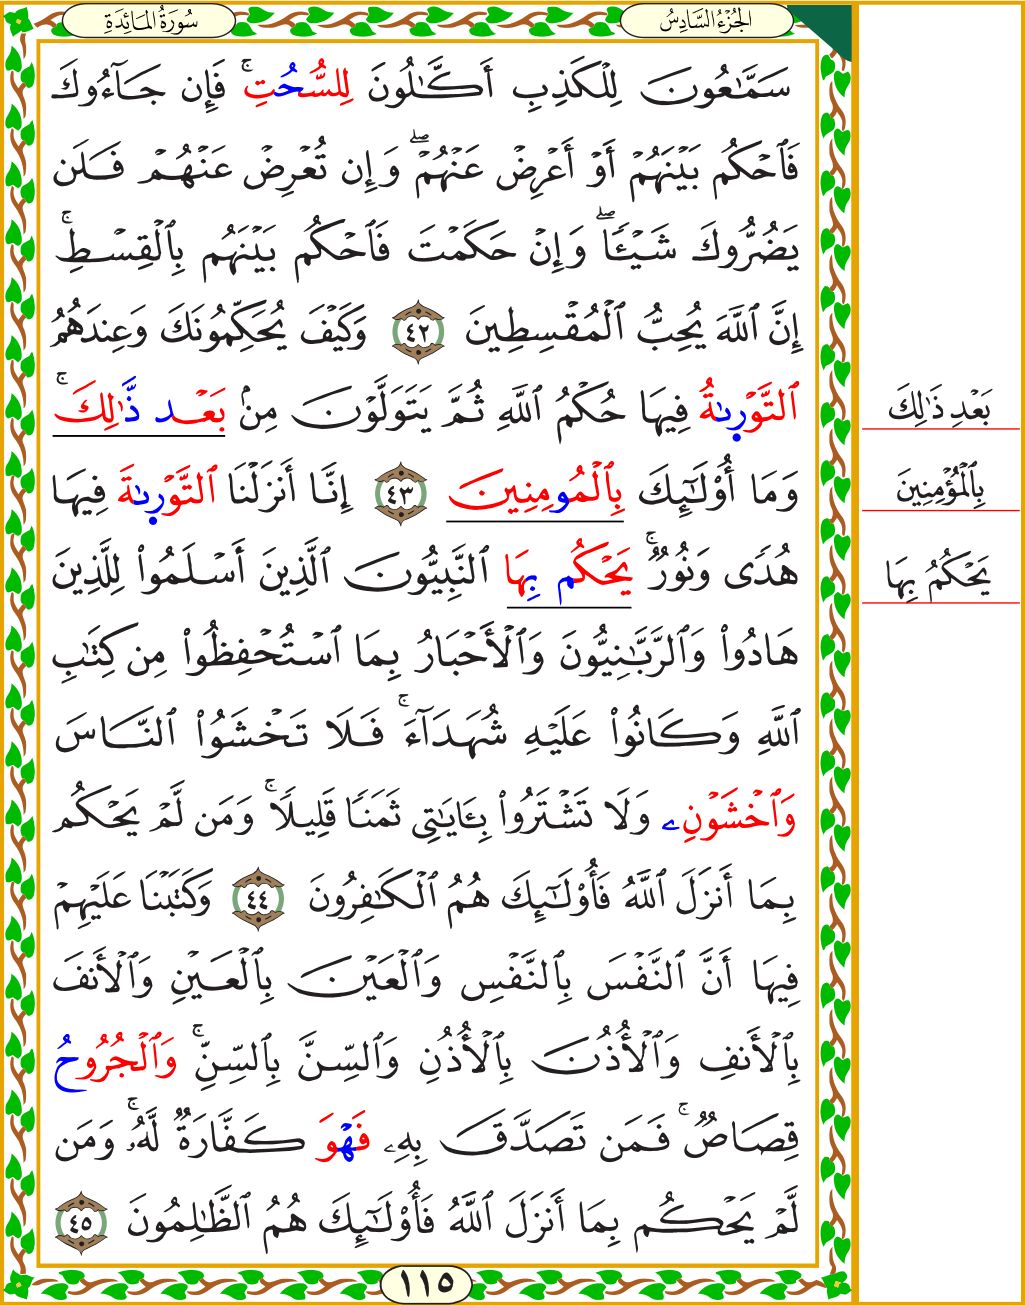 سُورَةُ المَائِدَةِ
الجُزْءُ السَّادِسُ
سَمَّٰعُونَ لِلْكَذِبِ أَكَّٰلُونَ لِلسُّحُتِ ۚ فَإِن جَآءُوكَ
فَٱحْكُم بَيْنَهُمْ أَوْ أَعْرِضْ عَنْهُمْ ۖ وَإِن تُعْرِضْ عَنْهُمْ فَلَن
يَضُرُّوكَ شَيْـًٔا ۖ وَإِنْ حَكَمْتَ فَٱحْكُم بَيْنَهُم بِٱلْقِسْطِ ۚ
إِنَّ ٱللَّهَ يُحِبُّ ٱلْمُقْسِطِينَ ٤٢ وَكَيْفَ يُحَكِّمُونَكَ وَعِندَهُمُ
ٱلتَّوْرىٰةُ فِيهَا حُكْمُ ٱللَّهِ ثُمَّ يَتَوَلَّوْنَ مِنۢ بَعْد ذَّٰلِكَ ۚ
بَعْدِ ذَٰلِكَ
وَمَا أُوْلَٰٓئِكَ بِٱلْمُومِنِينَ ٤٣ إِنَّا أَنزَلْنَا ٱلتَّوْرىٰةَ فِيهَا
بِٱلْمُؤْمِنِينَ
هُدًى وَنُورٌ ۚ يَحْكُم بِهَا ٱلنَّبِيُّونَ ٱلَّذِينَ أَسْلَمُواْ لِلَّذِينَ
يَحْكُمُ بِهَا
هَادُواْ وَٱلرَّبَّٰنِيُّونَ وَٱلْأَحْبَارُ بِمَا ٱسْتُحْفِظُواْ مِن كِتَٰبِ
ٱللَّهِ وَكَانُواْ عَلَيْهِ شُهَدَآءَ ۚ فَلَا تَخْشَوُاْ ٱلنَّاسَ
وَٱخْشَوْنِۦ وَلَا تَشْتَرُواْ بِـَٔايَٰتِى ثَمَنًا قَلِيلًا ۚ وَمَن لَّمْ يَحْكُم
بِمَا أَنزَلَ ٱللَّهُ فَأُوْلَٰٓئِكَ هُمُ ٱلْكَٰفِرُونَ ٤٤ وَكَتَبْنَا عَلَيْهِمْ
فِيهَا أَنَّ ٱلنَّفْسَ بِٱلنَّفْسِ وَٱلْعَيْنَ بِٱلْعَيْنِ وَٱلْأَنفَ
بِٱلْأَنفِ وَٱلْأُذُنَ بِٱلْأُذُنِ وَٱلسِّنَّ بِٱلسِّنِّ ۚ وَٱلْجُرُوحُ
قِصَاصٌ ۚ فَمَن تَصَدَّقَ بِهِۦ فَهْوَ كَفَّارَةٌ لَّهُۥ ۚ وَمَن
لَّمْ يَحْكُم بِمَا أَنزَلَ ٱللَّهُ فَأُوْلَٰٓئِكَ هُمُ ٱلظَّٰلِمُونَ ٤٥
١١٥